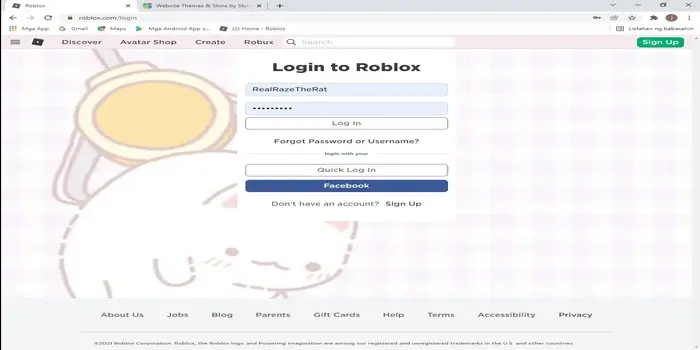 Roblox
Website Themes & Skins by Sty
roblox.com/login
Mga App
Gmail
Maps
Mga Android App s...
(2) Home - Roblox
Listahan ng babasahin
Discover
Avatar Shop
Create
Robux
Search
Sign Up
Login to Roblox
RealRazeTheRat
•••••••••
Log In
Forgot Password or Username?
login with your
Quick Log In
Facebook
Don't have an account? Sign Up
About Us
Jobs
Blog
Parents
Gift Cards
Help
Terms
Accessibility
Privacy
©2021 Roblox Corporation. Roblox, the Roblox logo and Powering Imagination are among our registered and unregistered trademarks in the U.S. and other countries.